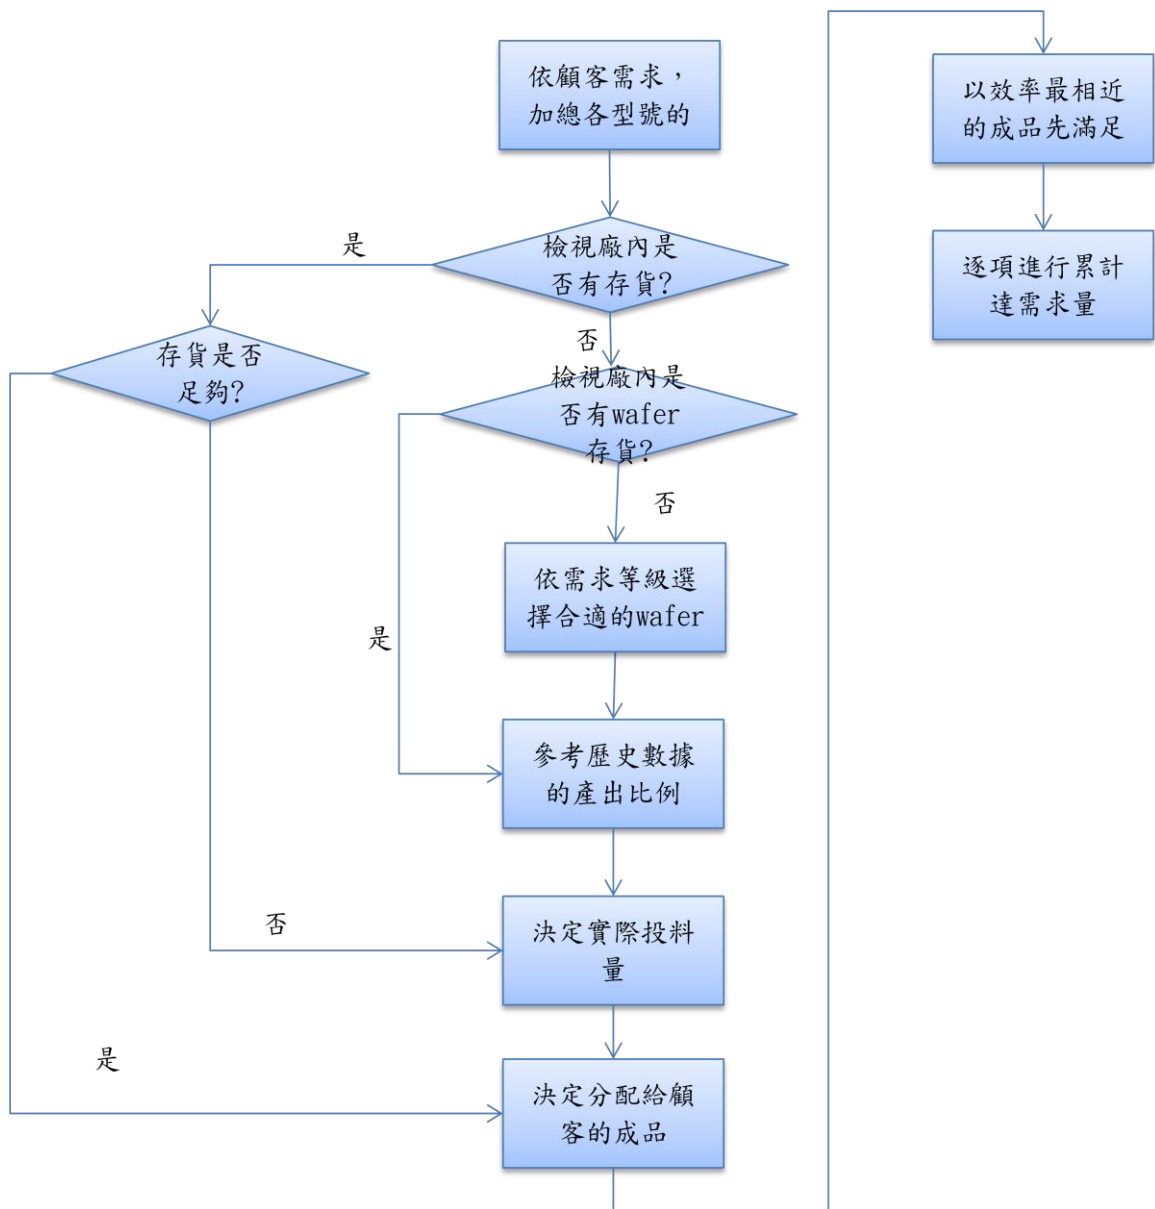 依顧客需求，
加總各型號的
是
檢視廠內是
否有存貨?
存貨是否
足夠?
否
檢視廠內是
否有wafer
存貨?
否
依需求等級選
擇合適的wafer
是
參考歷史數據
的產出比例
否
決定實際投料
量
是
決定分配給顧
客的成品
以效率最相近
的成品先滿足
逐項進行累計
達需求量